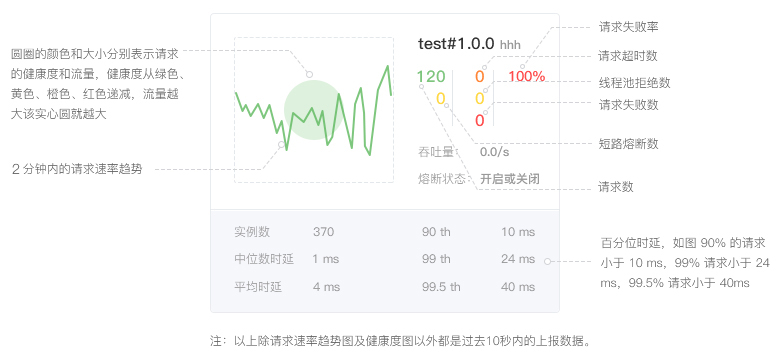 圆圈的颜色和大小分别表示请求
的健康度和流量，健康度从绿色、
黄色、橙色、红色递减，流量越
大该实心圆就越大
2 分钟内的请求速率趋势
test#1.0.0 hhh
120 0 100%
0 0
0
吞吐量： 0.0/s
熔断状态： 开启或关闭
请求失败率
请求超时数
线程池拒绝数
请求失败数
短路熔断数
请求数
实例数 370 90 th 10 ms
中位数时延 1 ms 99 th 24 ms
平均时延 4 ms 99.5 th 40 ms
百分位时延，如图 90% 的请求
小于 10 ms，99% 请求小于 24
ms，99.5% 请求小于 40ms
注：以上除请求速率趋势图及健康度图以外都是过去10秒内的上报数据。